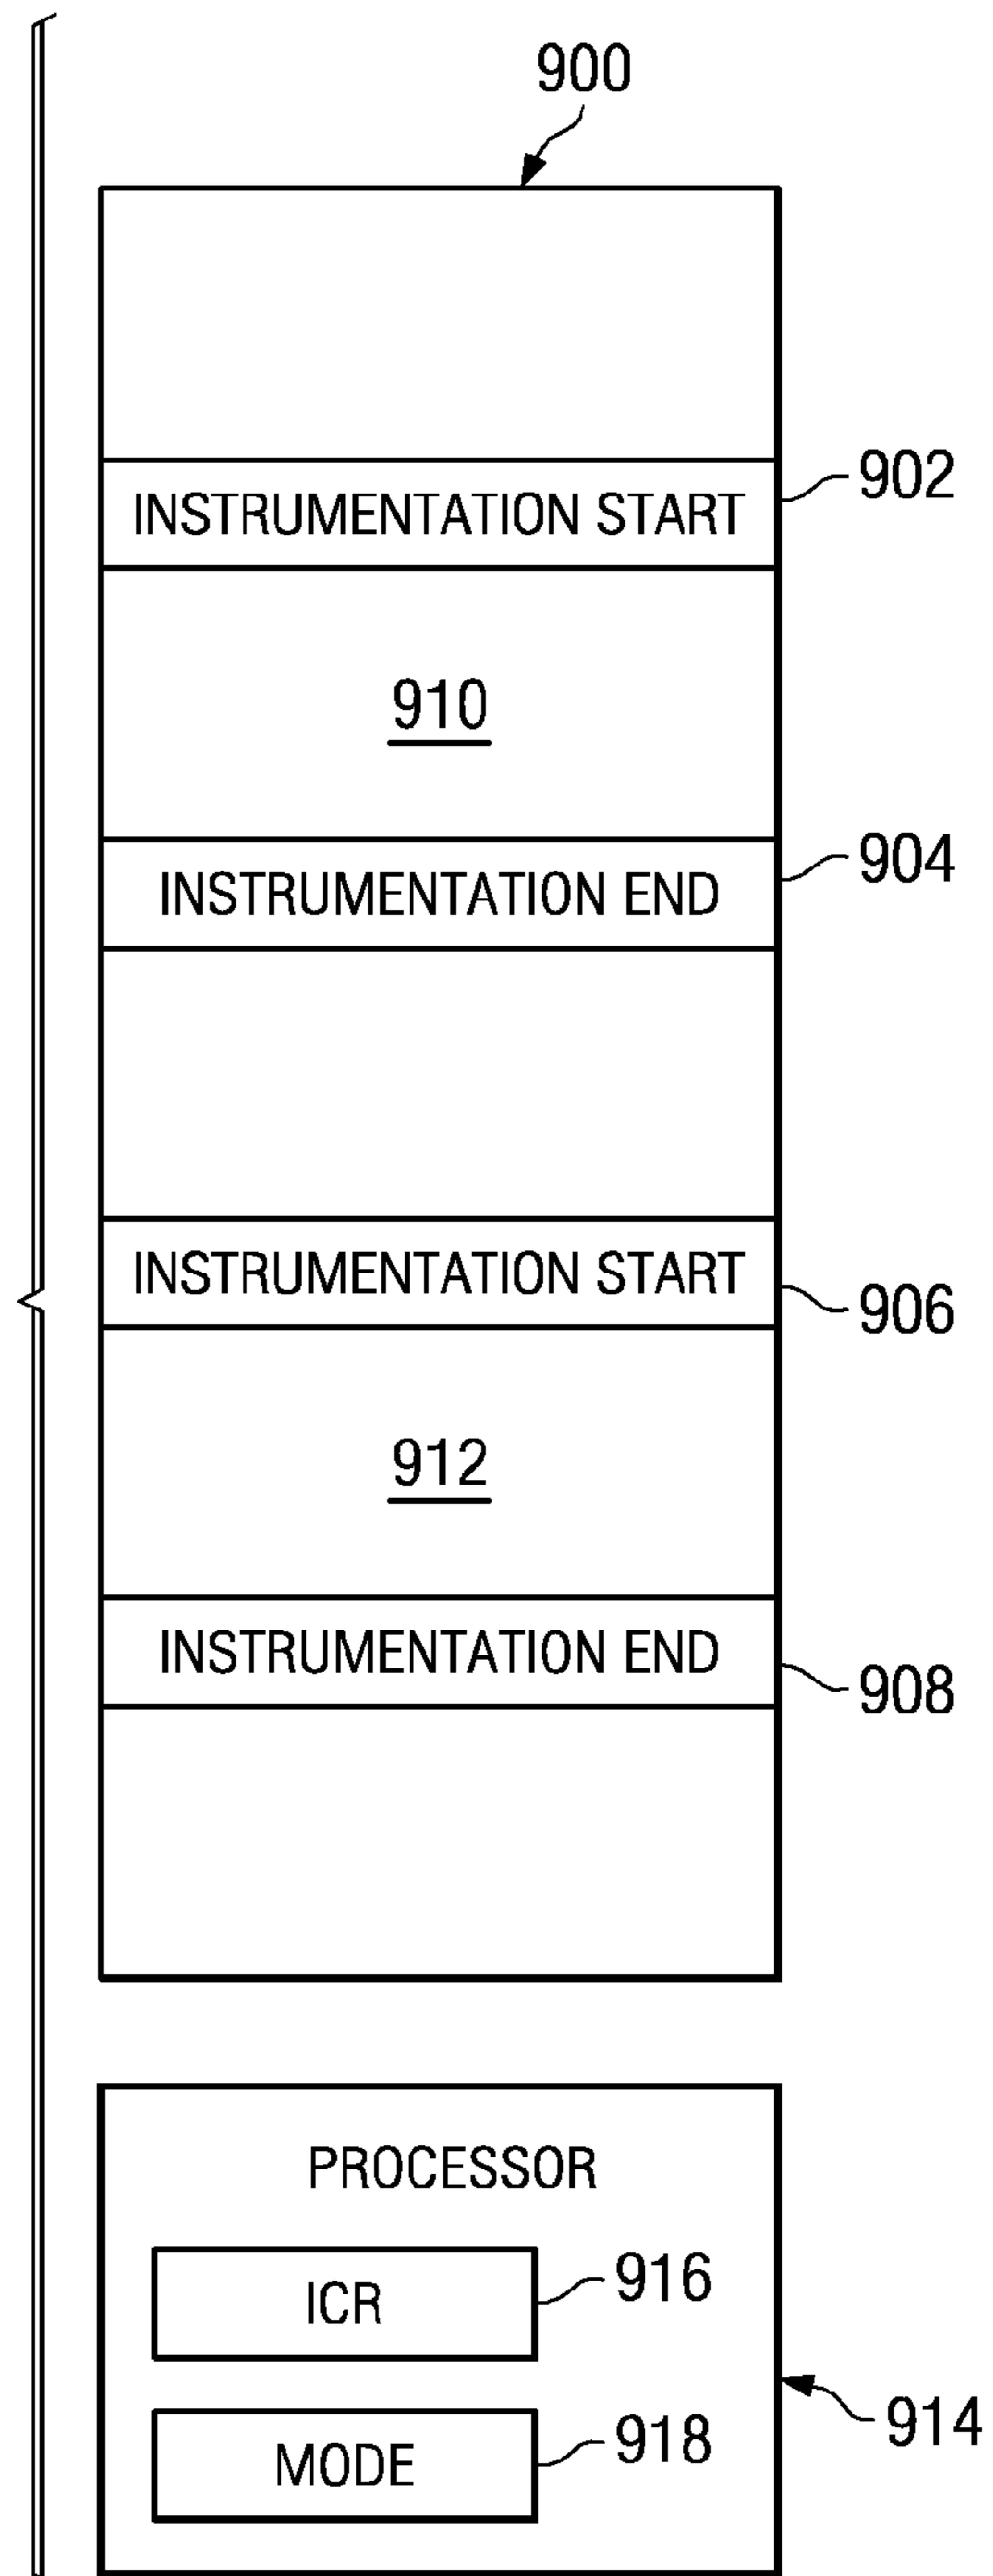 900
INSTRUMENTATION START
902
910
INSTRUMENTATION END
904
INSTRUMENTATION START
906
912
INSTRUMENTATION END
908
PROCESSOR
ICR
916
MODE
918
914